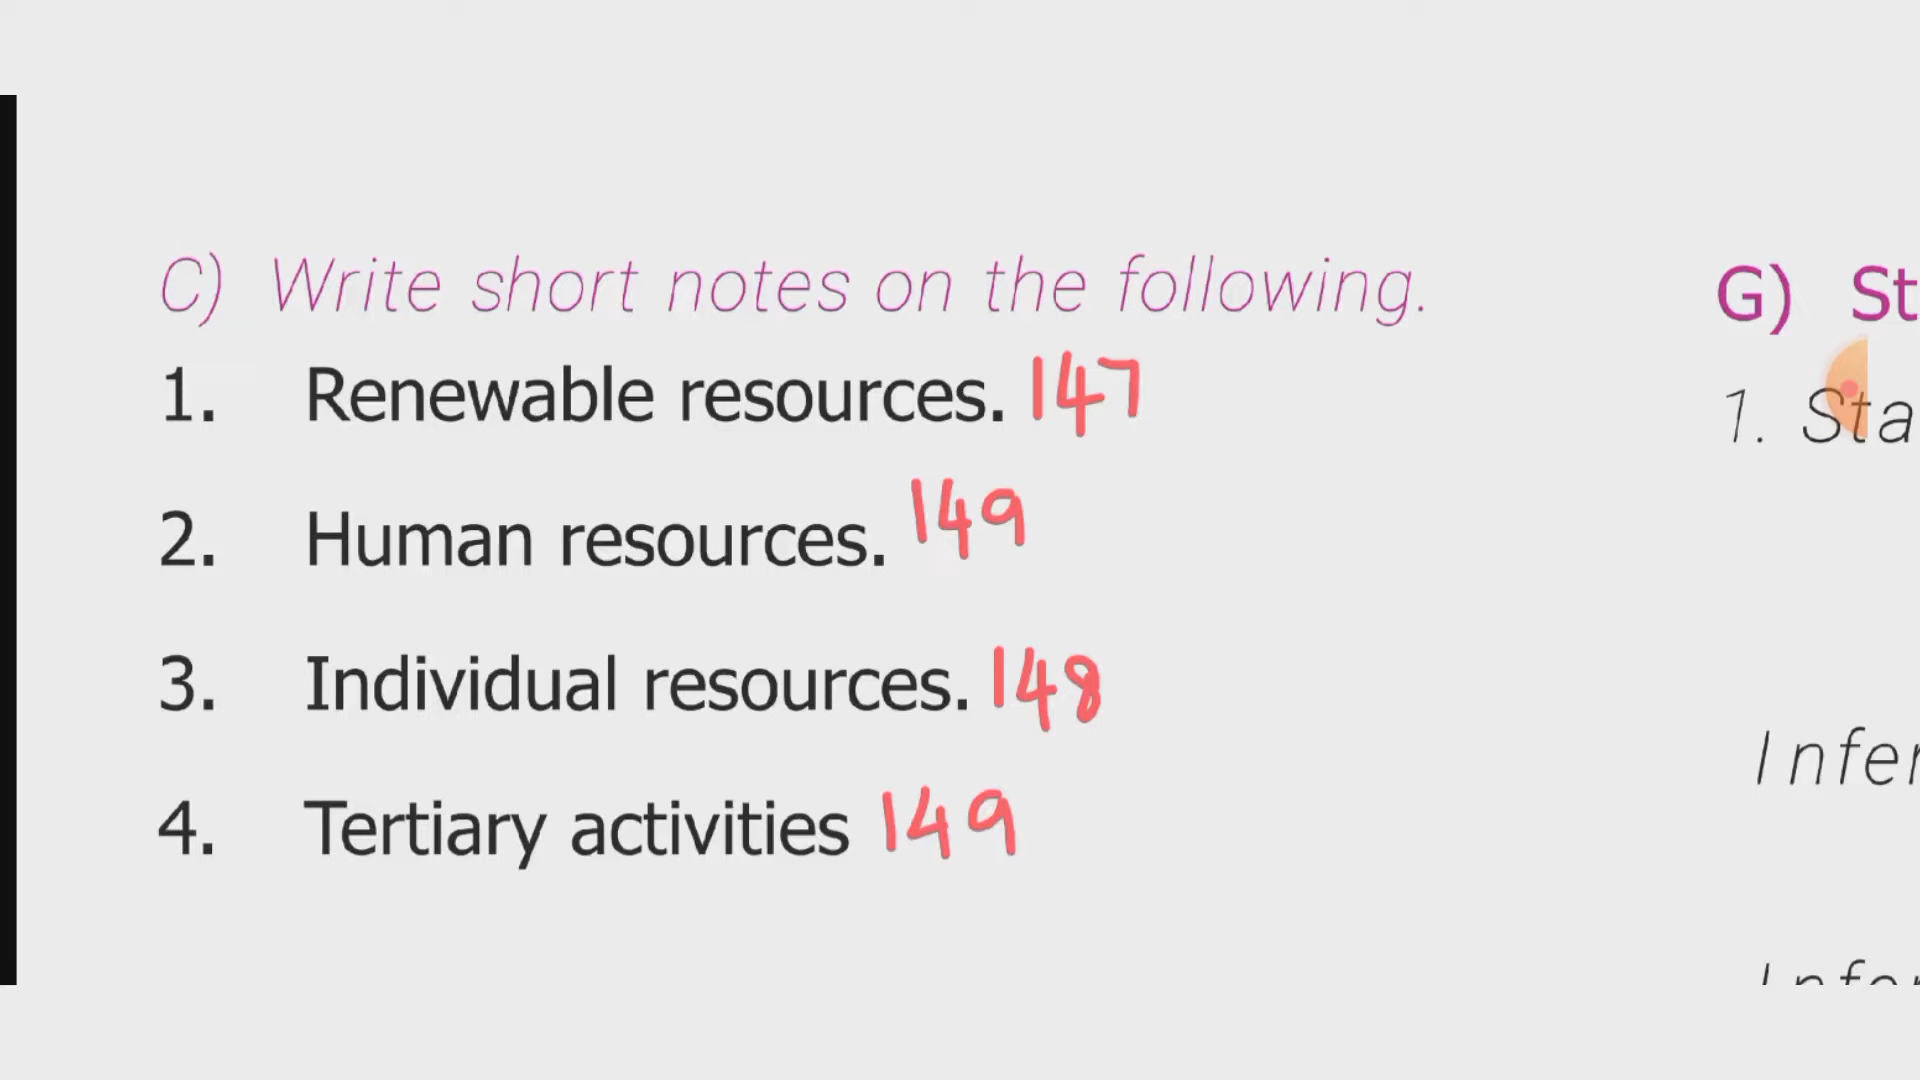 C) Write short notes on the following.
1. Renewable resources. 147
2. Human resources. 149
3. Individual resources. 148
4. Tertiary activities 149
G) St
1. Sta
Infer